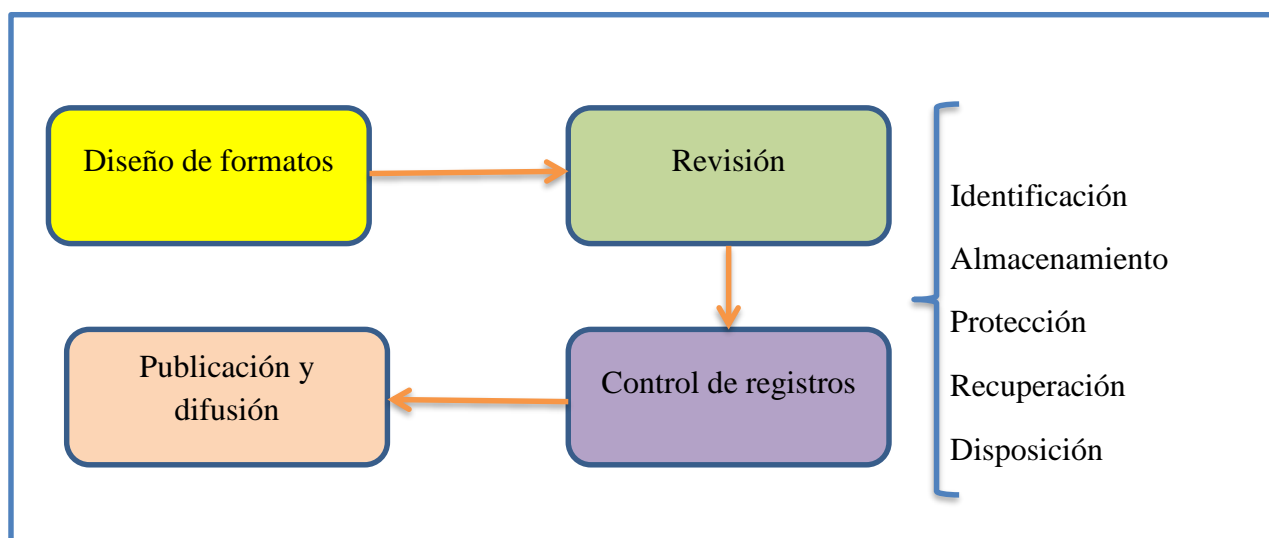 Diseño de formatos
Revisión
Control de registros
Publicación y
difusión
Identificación
Almacenamiento
Protección
Recuperación
Disposición